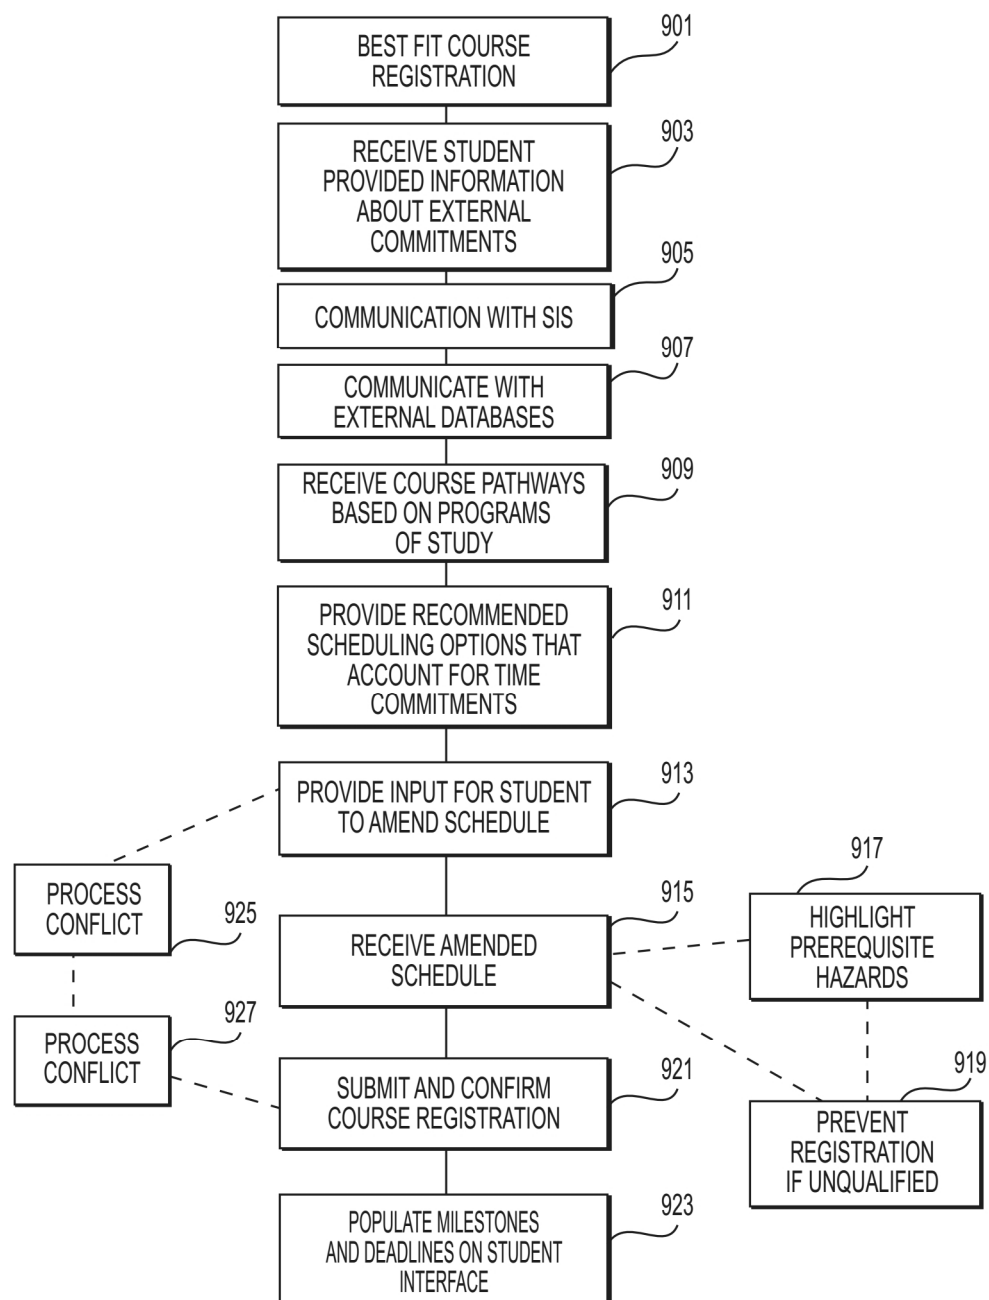 901
BEST FIT COURSE
REGISTRATION
903
RECEIVE STUDENT
PROVIDED INFORMATION
ABOUT EXTERNAL
COMMITMENTS
905
COMMUNICATION WITH SIS
907
COMMUNICATE WITH
EXTERNAL DATABASES
909
RECEIVE COURSE PATHWAYS
BASED ON PROGRAMS
OF STUDY
911
PROVIDE RECOMMENDED
SCHEDULING OPTIONS THAT
ACCOUNT FOR TIME
COMMITMENTS
913
PROVIDE INPUT FOR STUDENT
TO AMEND SCHEDULE
PROCESS
CONFLICT
925
915
RECEIVE AMENDED
SCHEDULE
917
HIGHLIGHT
PREREQUISITE
HAZARDS
927
PROCESS
CONFLICT
921
SUBMIT AND CONFIRM
COURSE REGISTRATION
919
PREVENT
REGISTRATION
IF UNQUALIFIED
923
POPULATE MILESTONES
AND DEADLINES ON STUDENT
INTERFACE